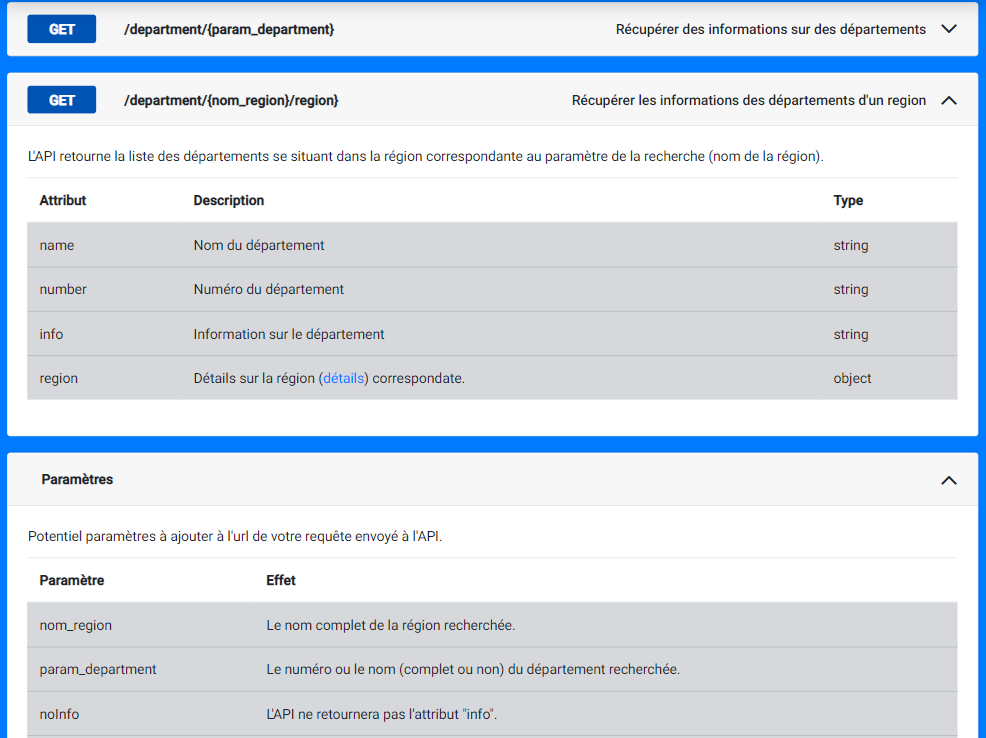 GET /department/{param_department} Récupérer des informations sur des départements
GET /department/{nom_region}/region} Récupérer les informations des départements d'un region
L'API retourne la liste des départements se situant dans la région correspondante au paramètre de la recherche (nom de la région).
Attribut Description Type
name Nom du département string
number Numéro du département string
info Information sur le département string
region Détails sur la région (détails) correspondate. object
Paramètres
Potentiel paramètres à ajouter à l'url de votre requête envoyé à l'API.
Paramètre Effet
nom_region Le nom complet de la région recherchée.
param_department Le numéro ou le nom (complet ou non) du département recherchée.
noInfo L'API ne retournera pas l'attribut "info".